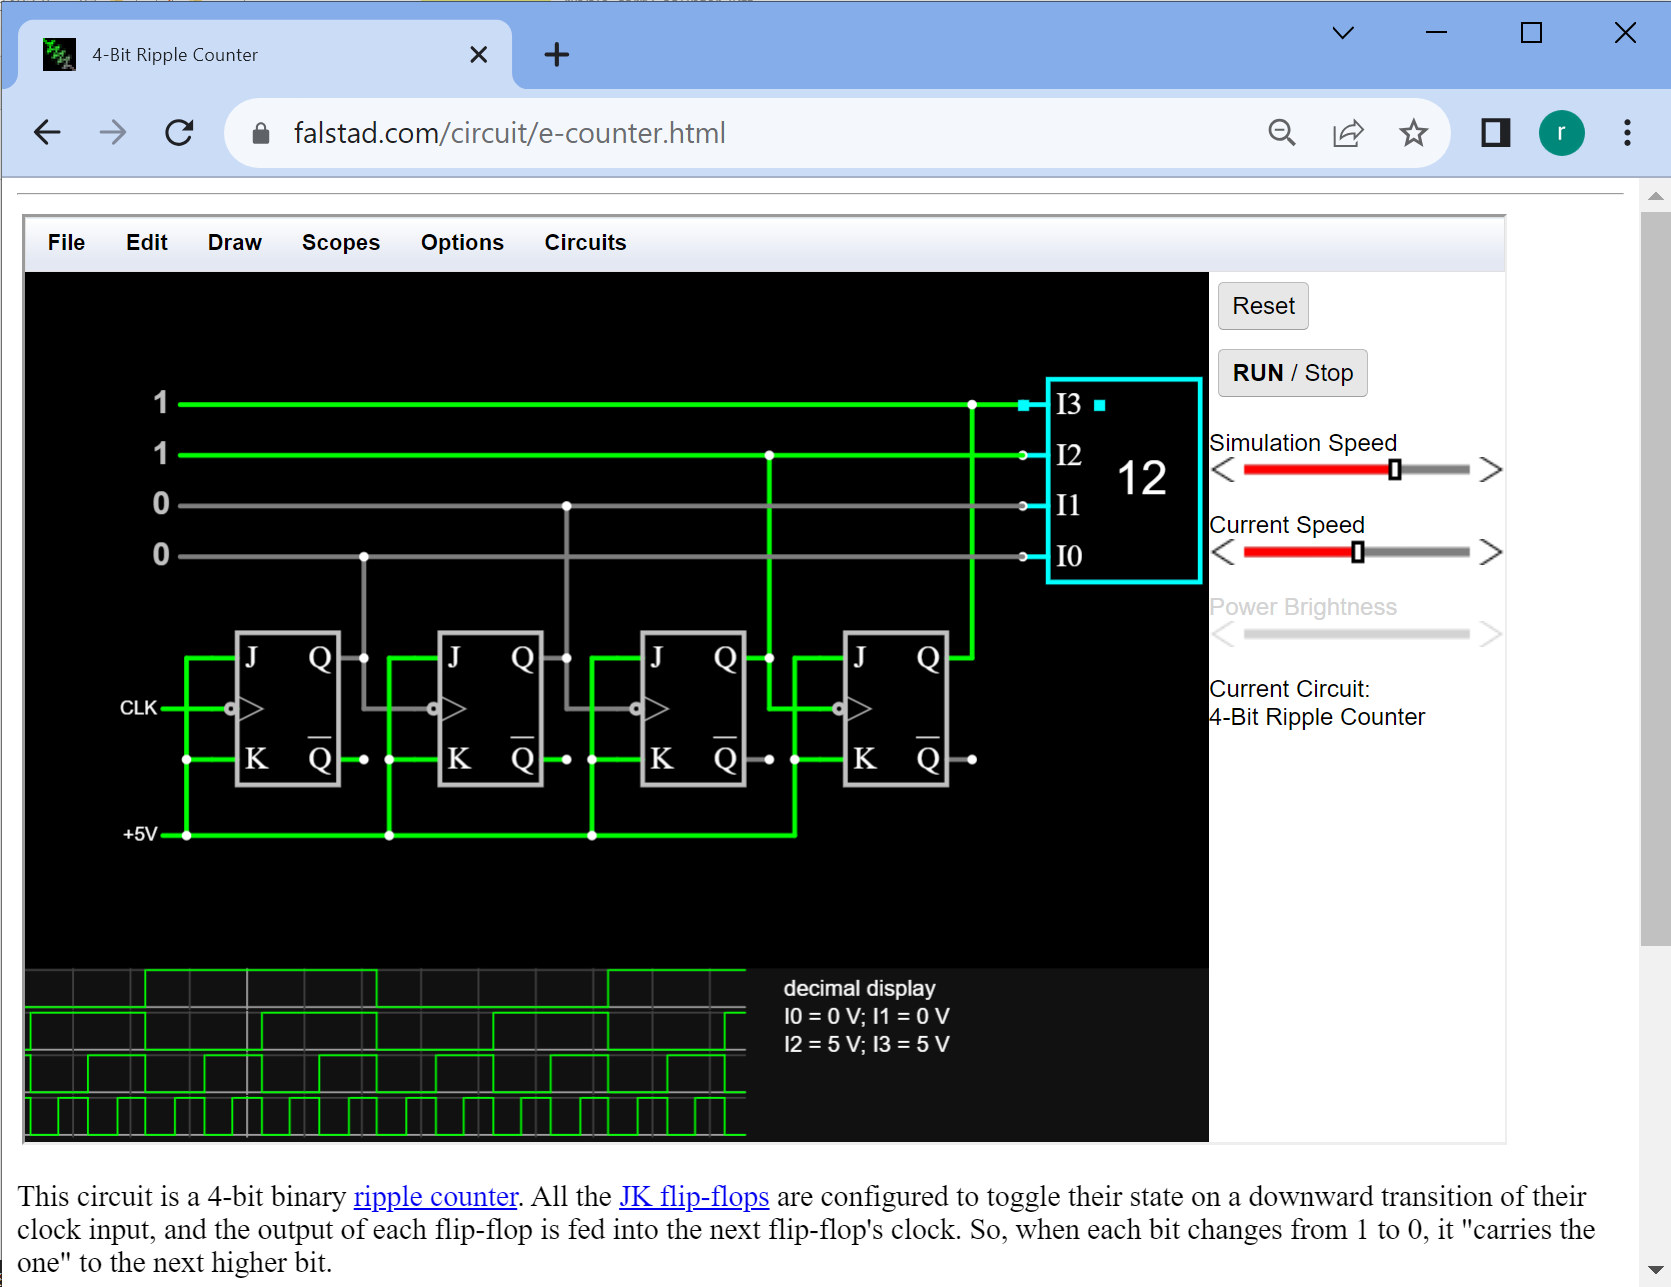 4-Bit Ripple Counter
falstad.com/circuit/e-counter.html
r
File Edit Draw Scopes Options Circuits
Reset
RUN / Stop
Simulation Speed
Current Speed
Power Brightness
Current Circuit:
4-Bit Ripple Counter
1
1
0
0
I3
I2
I1
I0
12
J Q J Q J Q J Q
CLK
K Q K Q K Q K Q
+5V
decimal display
I0 = 0 V; I1 = 0 V
I2 = 5 V; I3 = 5 V
This circuit is a 4-bit binary ripple counter. All the JK flip-flops are configured to toggle their state on a downward transition of their
clock input, and the output of each flip-flop is fed into the next flip-flop's clock. So, when each bit changes from 1 to 0, it "carries the
one" to the next higher bit.